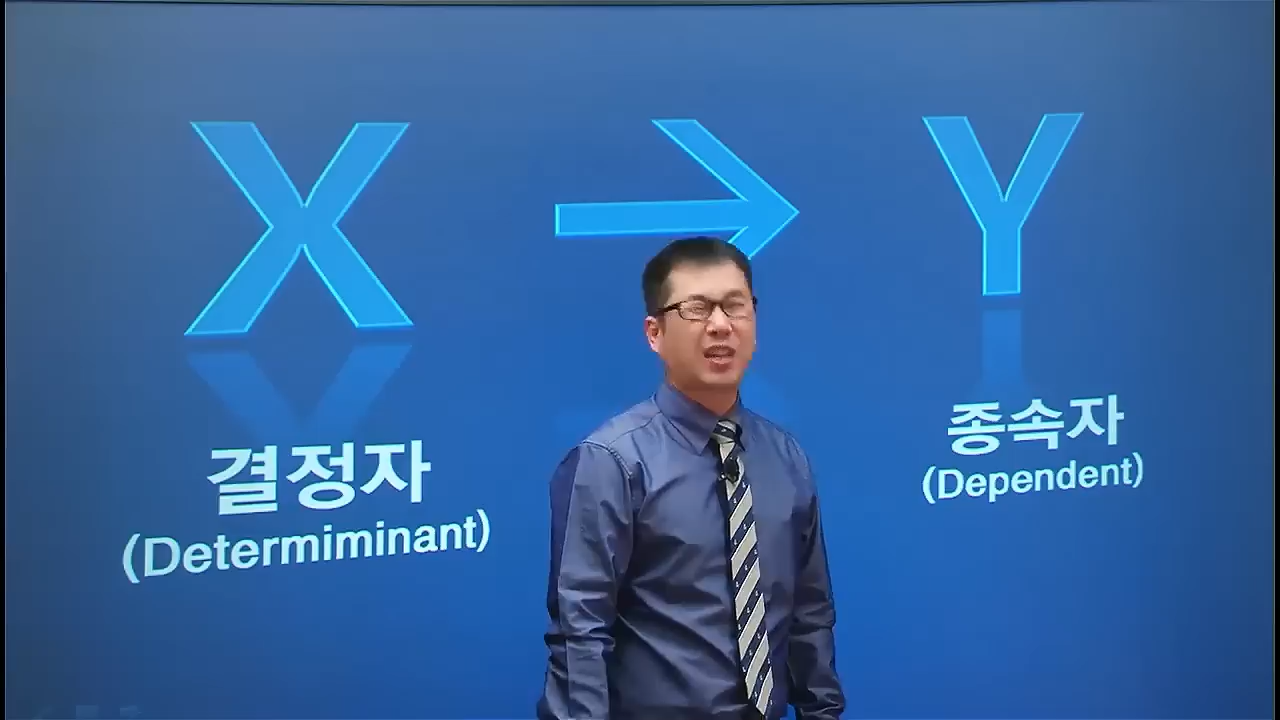 X → Y
결정자
(Determiminant)
종속자
(Dependent)